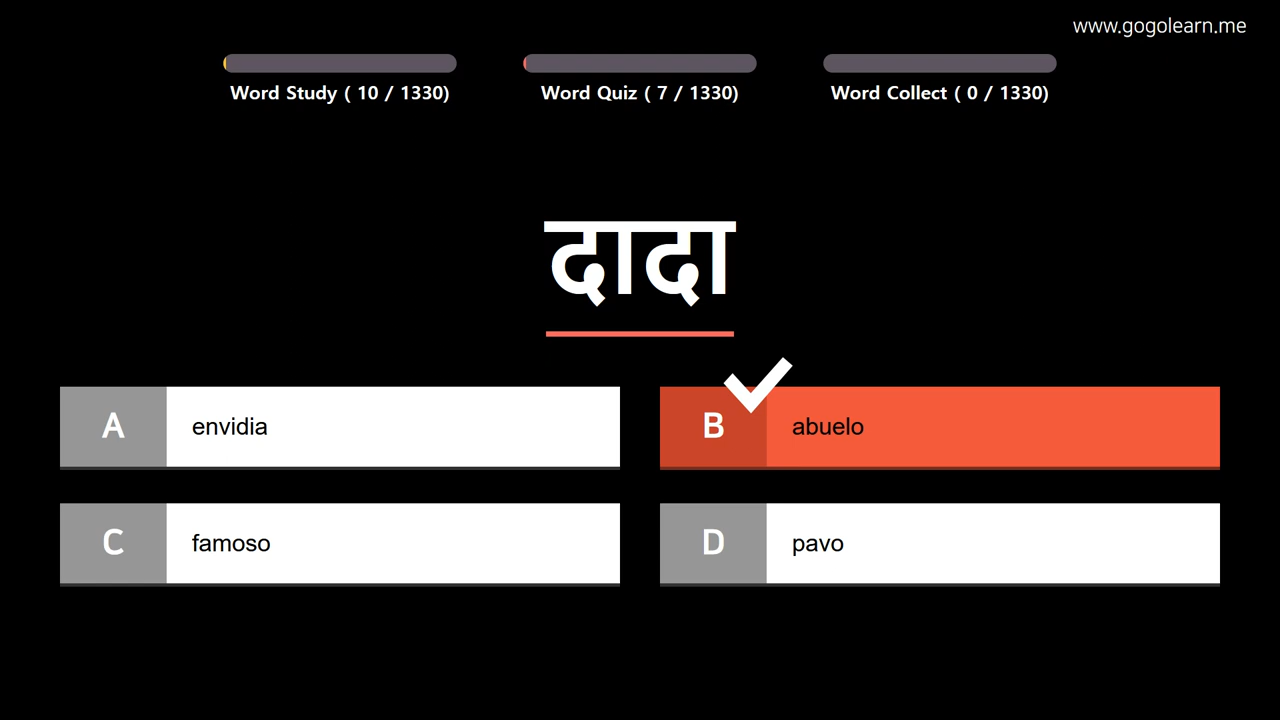 www.gogolearn.me
Word Study ( 10 / 1330)
Word Quiz ( 7 / 1330)
Word Collect ( 0 / 1330)
दादा
A envidia
B abuelo
C famoso
D pavo